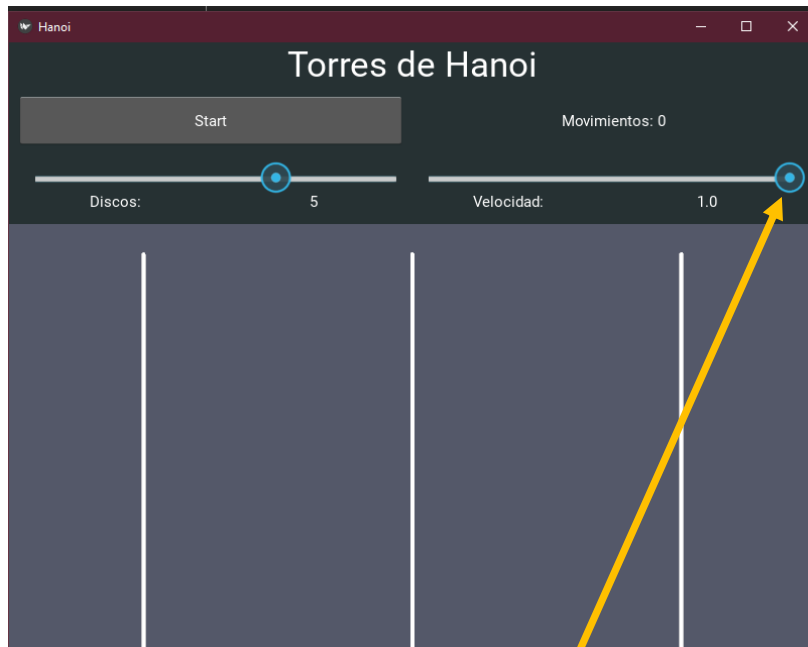 Hanoi
Torres de Hanoi
Start
Movimientos: 0
Discos: 5
Velocidad: 1.0